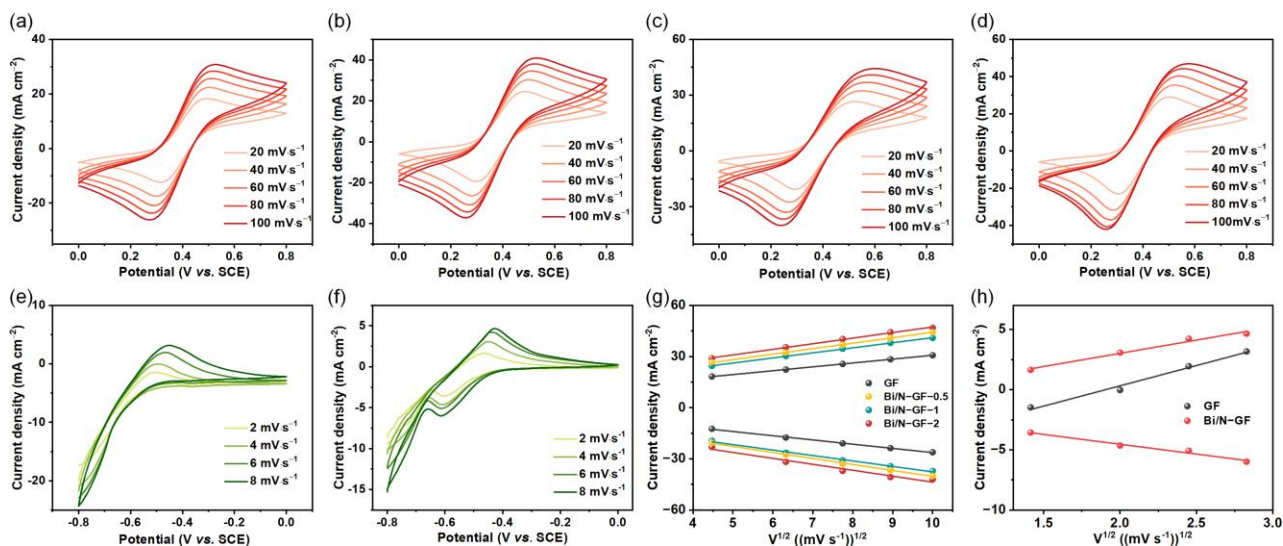 (a)
40
20
0
-20
Current density (mA cm⁻²)
20 mV·s⁻¹
40 mV·s⁻¹
60 mV·s⁻¹
80 mV·s⁻¹
100 mV·s⁻¹
0.0 0.2 0.4 0.6 0.8
Potential (V vs. SCE)
(b)
40
20
0
-20
-40
Current density (mA cm⁻²)
20 mV·s⁻¹
40 mV·s⁻¹
60 mV·s⁻¹
80 mV·s⁻¹
100 mV·s⁻¹
0.0 0.2 0.4 0.6 0.8
Potential (V vs. SCE)
(c)
60
30
0
-30
Current density (mA cm⁻²)
20 mV·s⁻¹
40 mV·s⁻¹
60 mV·s⁻¹
80 mV·s⁻¹
100 mV·s⁻¹
0.0 0.2 0.4 0.6 0.8
Potential (V vs. SCE)
(d)
60
40
20
0
-20
-40
Current density (mA cm⁻²)
20 mV·s⁻¹
40 mV·s⁻¹
60 mV·s⁻¹
80 mV·s⁻¹
100mV·s⁻¹
0.0 0.2 0.4 0.6 0.8
Potential (V vs. SCE)
(e)
10
0
-10
-20
Current density (mA cm⁻²)
2 mV·s⁻¹
4 mV·s⁻¹
6 mV·s⁻¹
8 mV·s⁻¹
-0.8 -0.6 -0.4 -0.2 0.0
Potential (V vs. SCE)
(f)
5
0
-5
-10
-15
Current density (mA cm⁻²)
2 mV·s⁻¹
4 mV·s⁻¹
6 mV·s⁻¹
8 mV·s⁻¹
-0.8 -0.6 -0.4 -0.2 0.0
Potential (V vs. SCE)
(g)
60
30
0
-30
-60
Current density (mA cm⁻²)
GF
Bi/N-GF-0.5
Bi/N-GF-1
Bi/N-GF-2
4 5 6 7 8 9 10
V¹/² ((mV s⁻¹))¹/²
(h)
10
5
0
-5
-10
Current density (mA cm⁻²)
GF
Bi/N-GF
1.5 2.0 2.5 3.0
V¹/² ((mV s⁻¹))¹/²